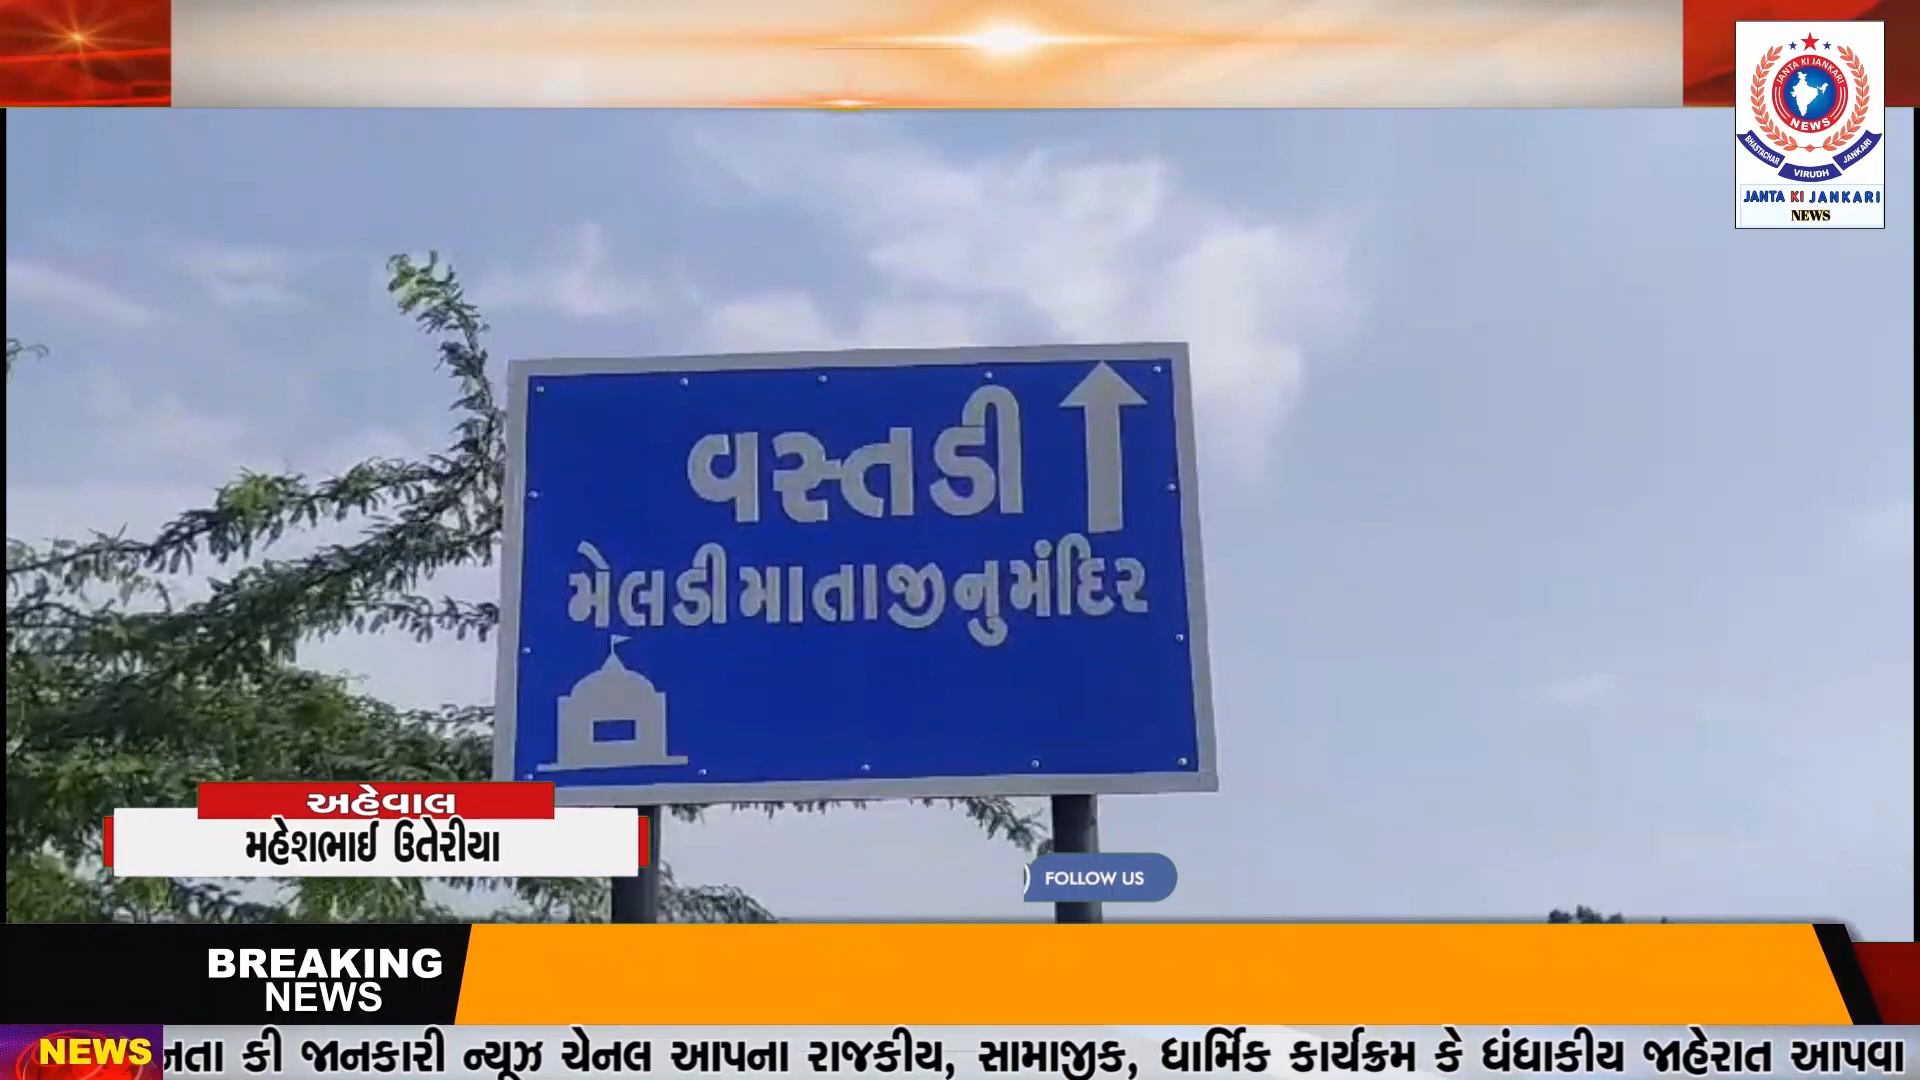 JANTA KI JANKARI
NEWS
BHASTACHAR
VIRUDH
JANKARI
JANTA KI JANKARI
NEWS
વસ્તડી
મેલડી માતાજી નુ મંદિર
અહેવાલ
મહેશભાઈ ઉતેરીયા
FOLLOW US
BREAKING
NEWS
NEWS
તા કી જાનકારી ન્યૂઝ ચેનલ આપના રાજકીય, સામાજીક, ધાર્મિક કાર્યક્રમ કે ધંધાકીય જાહેરાત આપવા